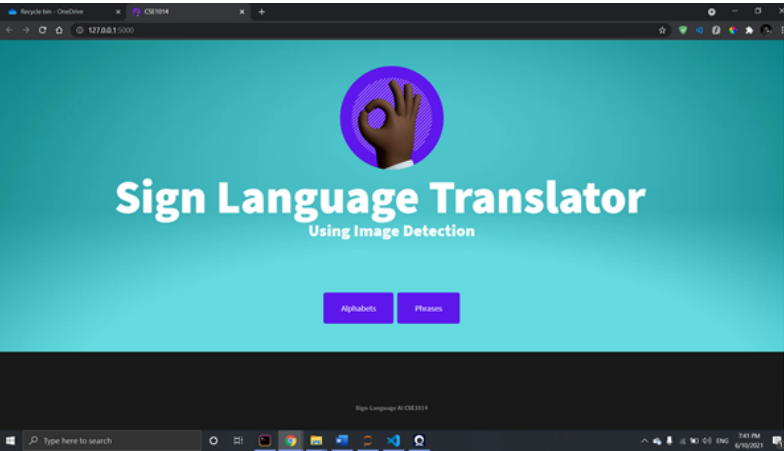 Recycle bin - OneDrive
CSE1014
127.0.0.1:5000
Sign Language Translator
Using Image Detection
Alphabets
Phrases
Sign-Language AI CSE1014
Type here to search
ENG
7:41 PM
6/10/2021